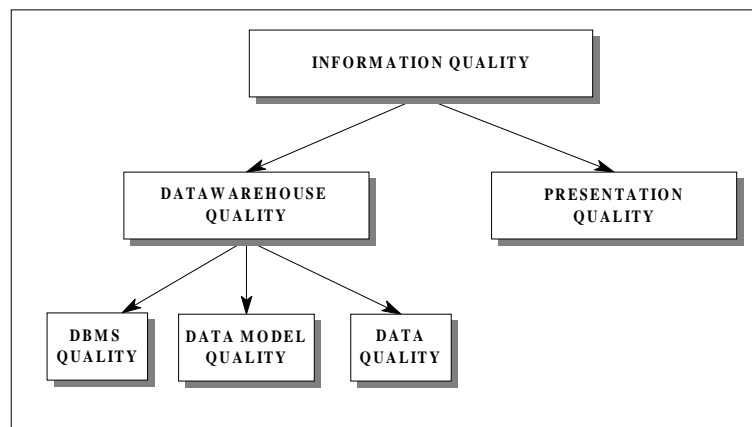 INFORMATION QUALITY
DATAWAREHOUSE
QUALITY
PRESENTATION
QUALITY
DBMS
QUALITY
DATA MODEL
QUALITY
DATA
QUALITY